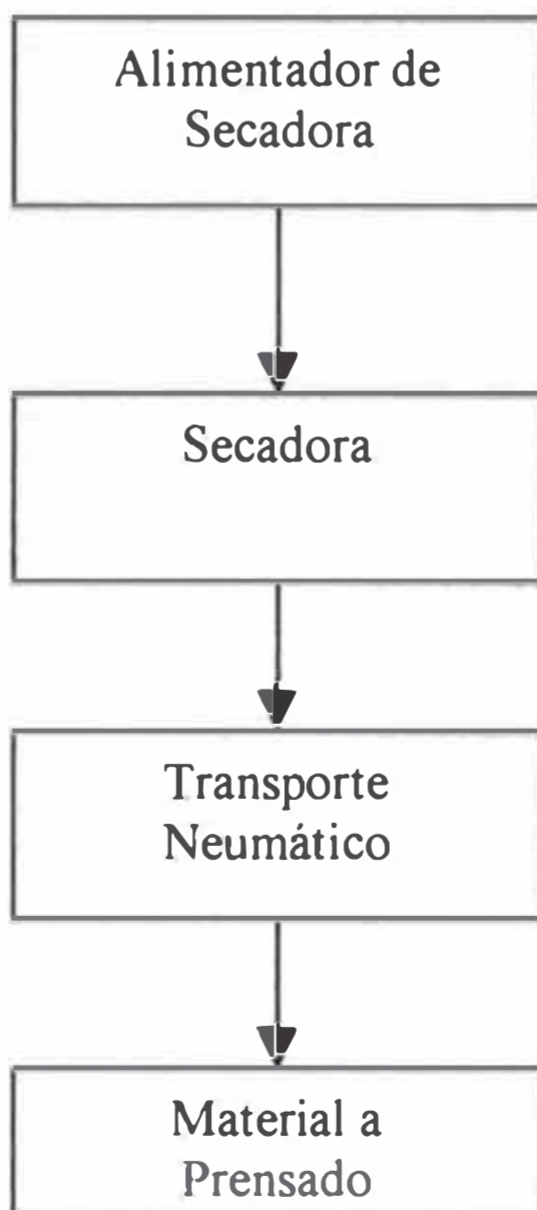 Alimentador de
Secadora
Secadora
Transporte
Neumático
Material a
Prensado